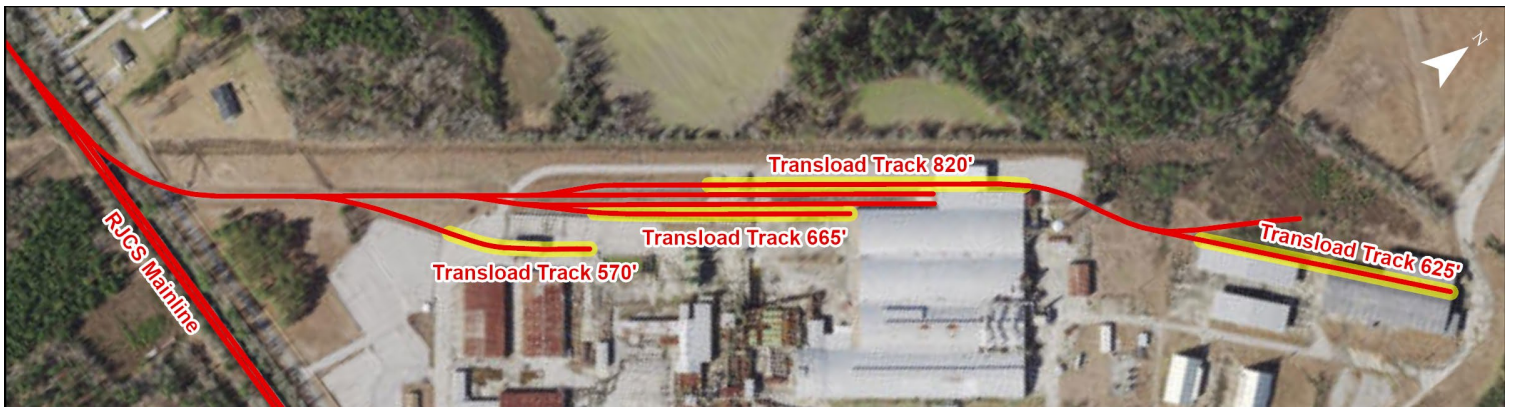 N
Transload Track 820'
Transload Track 665'
Transload Track 625'
Transload Track 570'
RJCS Mainline